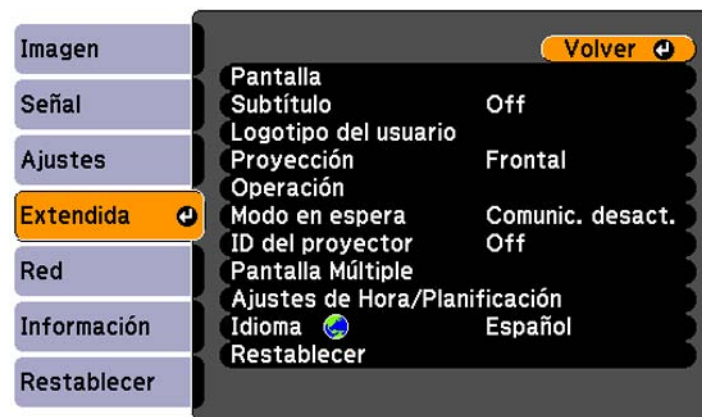 Imagen
Señal
Ajustes
Extendida
Red
Información
Restablecer
Volver
Pantalla
Subtítulo Off
Logotipo del usuario
Proyección Frontal
Operación
Modo en espera Comunic. desact.
ID del proyector Off
Pantalla Múltiple
Ajustes de Hora/Planificación
Idioma Español
Restablecer